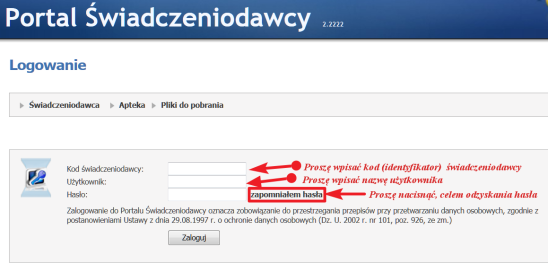 Portal Świadczeniodawcy 2.2222
Logowanie
Świadczeniodawca Apteka Pliki do pobrania
Kod świadczeniodawcy: Proszę wpisać kod (identyfikator) świadczeniodawcy
Użytkownik: Proszę wpisać nazwę użytkownika
Hasło: zapomniałem hasła Proszę nacisnąć, celem odzyskania hasła
Zalogowanie do Portalu Świadczeniodawcy oznacza zobowiązanie do przestrzegania przepisów przy przetwarzaniu danych osobowych, zgodnie z
postanowieniami Ustawy z dnia 29.08.1997 r. o ochronie danych osobowych (Dz. U. 2002 r. nr 101, poz. 926, ze zm.)
Zaloguj